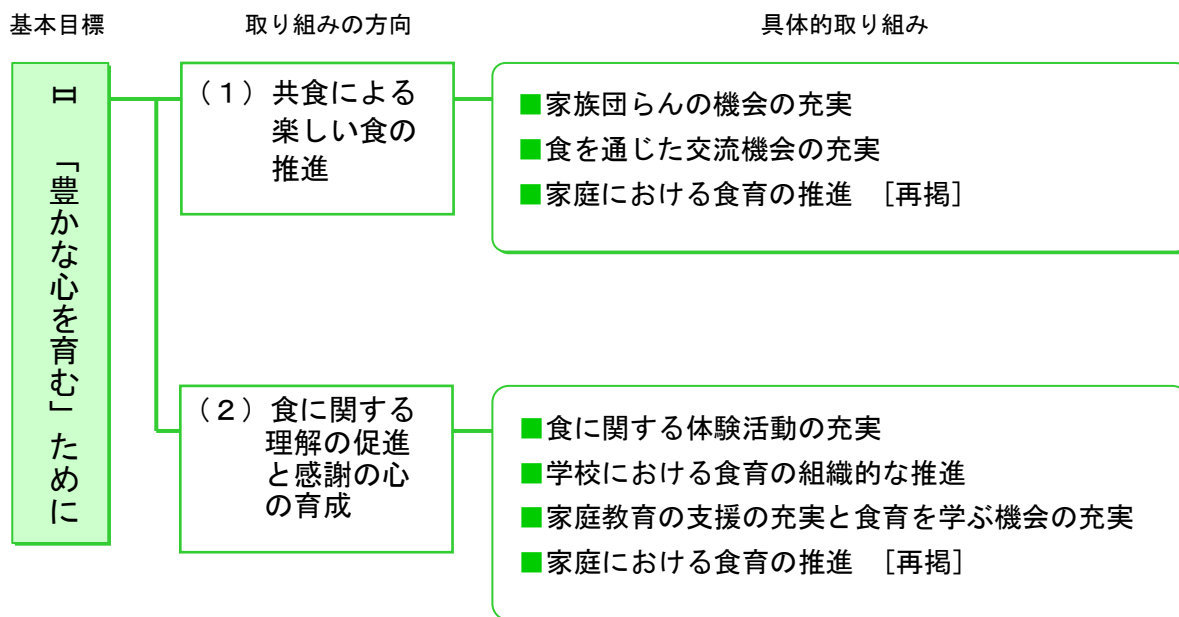 基本目標 取り組みの方向 具体的取り組み
Ⅱ 「豊かな心を育む」ために
（１）共食による
楽しい食の
推進
■家族団らんの機会の充実
■食を通じた交流機会の充実
■家庭における食育の推進　［再掲］
（２）食に関する
理解の促進
と感謝の心
の育成
■食に関する体験活動の充実
■学校における食育の組織的な推進
■家庭教育の支援の充実と食育を学ぶ機会の充実
■家庭における食育の推進　［再掲］